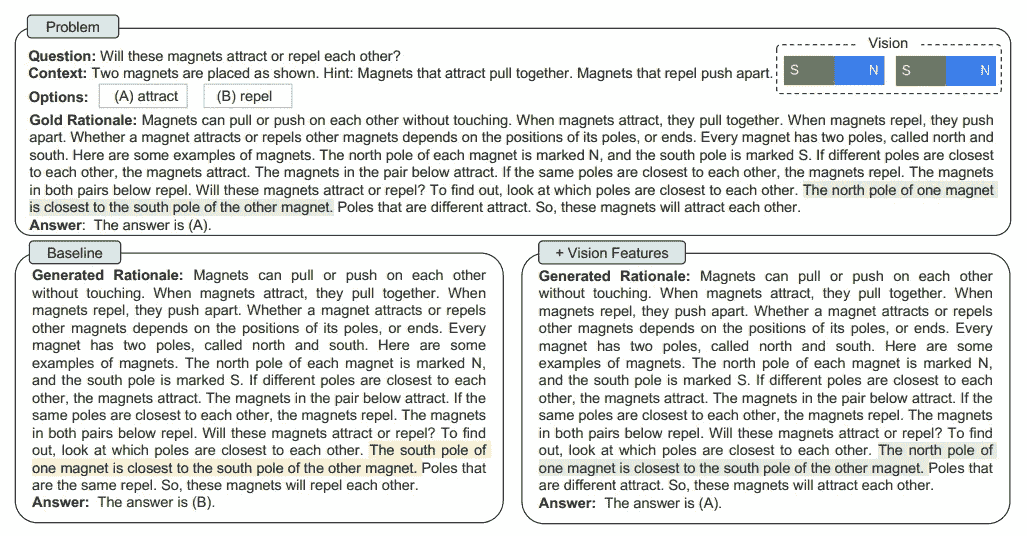 Problem
Vision
Question: Will these magnets attract or repel each other?
Context: Two magnets are placed as shown. Hint: Magnets that attract pull together. Magnets that repel push apart.
S N S N
Options: (A) attract (B) repel
Gold Rationale: Magnets can pull or push on each other without touching. When magnets attract, they pull together. When magnets repel, they push
apart. Whether a magnet attracts or repels other magnets depends on the positions of its poles, or ends. Every magnet has two poles, called north and
south. Here are some examples of magnets. The north pole of each magnet is marked N, and the south pole is marked S. If different poles are closest
to each other, the magnets attract. The magnets in the pair below attract. If the same poles are closest to each other, the magnets repel. The magnets
in both pairs below repel. Will these magnets attract or repel? To find out, look at which poles are closest to each other. The north pole of one magnet
is closest to the south pole of the other magnet. Poles that are different attract. So, these magnets will attract each other.
Answer: The answer is (A).
Baseline
Generated Rationale: Magnets can pull or push on each other
without touching. When magnets attract, they pull together. When
magnets repel, they push apart. Whether a magnet attracts or repels
other magnets depends on the positions of its poles, or ends. Every
magnet has two poles, called north and south. Here are some
examples of magnets. The north pole of each magnet is marked N,
and the south pole is marked S. If different poles are closest to each
other, the magnets attract. The magnets in the pair below attract. If the
same poles are closest to each other, the magnets repel. The magnets
in both pairs below repel. Will these magnets attract or repel? To find
out, look at which poles are closest to each other. The south pole of
one magnet is closest to the south pole of the other magnet. Poles that
are the same repel. So, these magnets will repel each other.
Answer: The answer is (B).
+ Vision Features
Generated Rationale: Magnets can pull or push on each other
without touching. When magnets attract, they pull together. When
magnets repel, they push apart. Whether a magnet attracts or repels
other magnets depends on the positions of its poles, or ends. Every
magnet has two poles, called north and south. Here are some
examples of magnets. The north pole of each magnet is marked N,
and the south pole is marked S. If different poles are closest to each
other, the magnets attract. The magnets in the pair below attract. If the
same poles are closest to each other, the magnets repel. The magnets
in both pairs below repel. Will these magnets attract or repel? To find
out, look at which poles are closest to each other. The north pole of
one magnet is closest to the south pole of the other magnet. Poles that
are different attract. So, these magnets will attract each other.
Answer: The answer is (A).